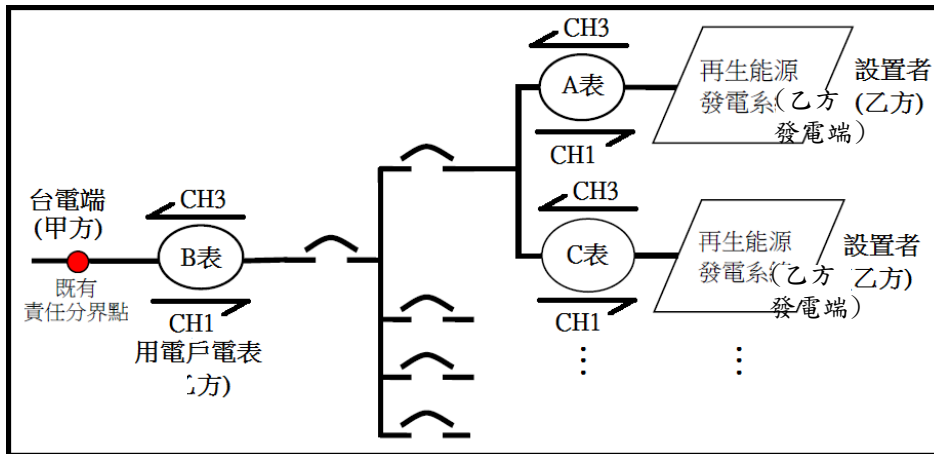 台電端
(甲方)
既有
責任分界點
CH3
B表
CH1
用電戶電表
方)
CH3
A表
CH1
再生能源
發電系
(乙方
發電端)
設置者
(乙方)
CH3
C表
CH1
再生能源
發電系
(乙方
發電端)
設置者
乙方)
⋮
⋮